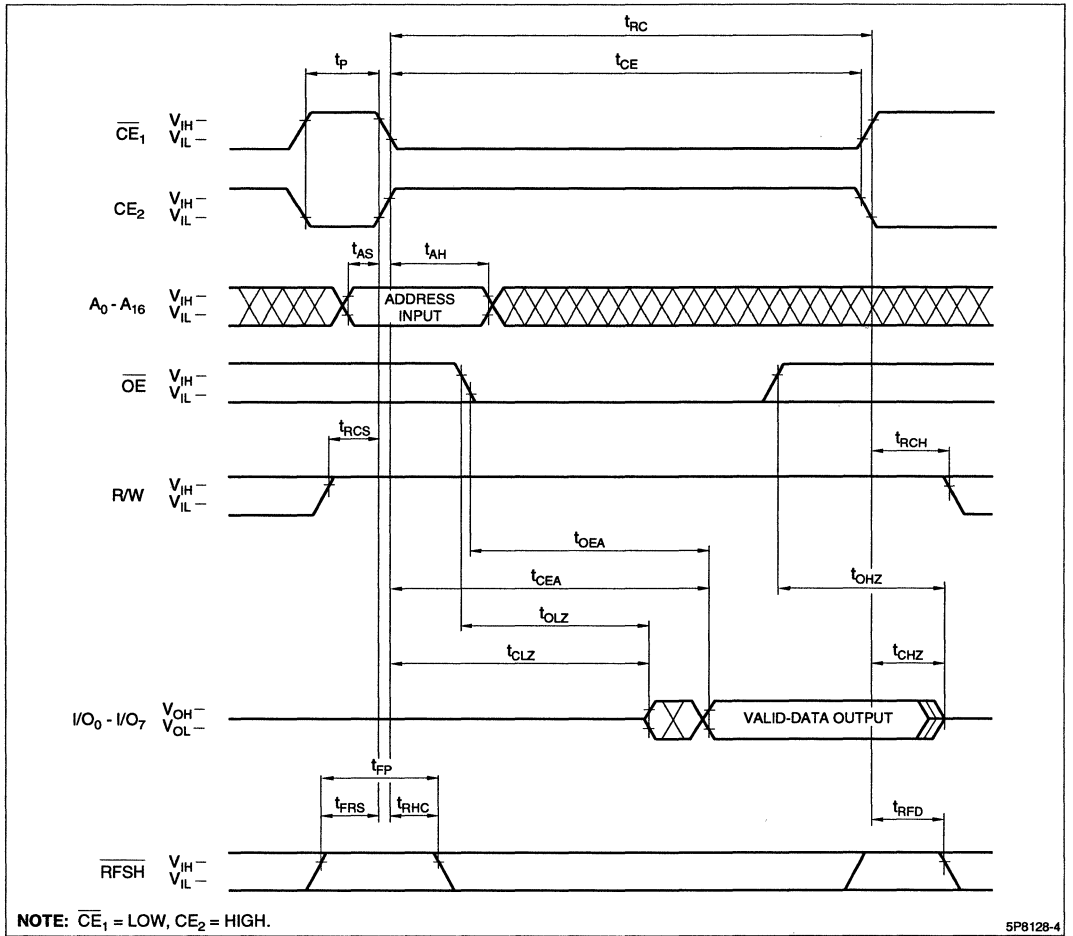 tRC
tP
tCE
CE1
VIH
VIL
CE2
VIH
VIL
tAS
tAH
A0 - A16
VIH
VIL
ADDRESS
INPUT
OE
VIH
VIL
tRCS
tRCH
R/W
VIH
VIL
tOEA
tCEA
tOHZ
tOLZ
tCLZ
tCHZ
I/O0 - I/O7
VOH
VOL
VALID-DATA OUTPUT
tFP
tFRS
tRHC
tRFD
RFSH
VIH
VIL
NOTE: CE1 = LOW, CE2 = HIGH.
5P8128-4